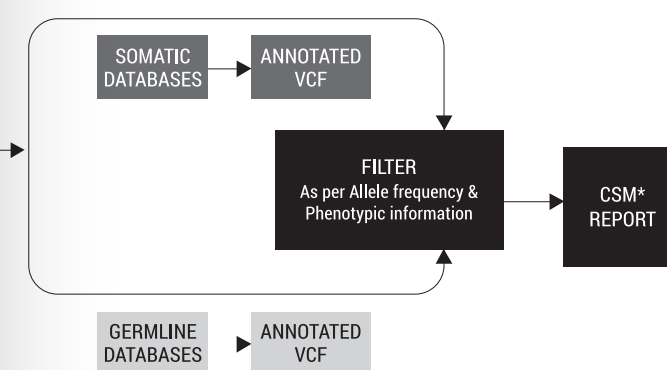 SOMATIC
DATABASES
ANNOTATED
VCF
FILTER
As per Allele frequency &
Phenotypic information
CSM*
REPORT
GERMLINE
DATABASES
ANNOTATED
VCF